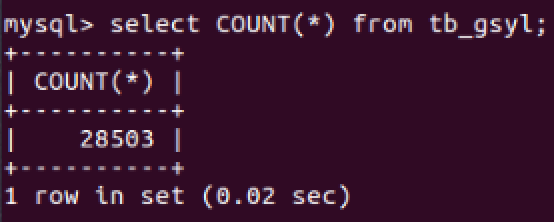 mysql> select COUNT(*) from tb_gsyl;
+----------+
| COUNT(*) |
+----------+
|    28503 |
+----------+
1 row in set (0.02 sec)